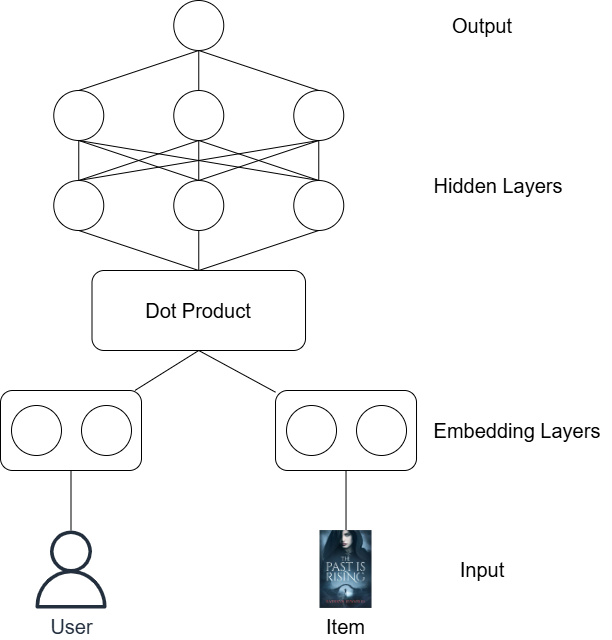 Output
Hidden Layers
Dot Product
Embedding Layers
THE
PAST IS
RISING
Input
User
Item